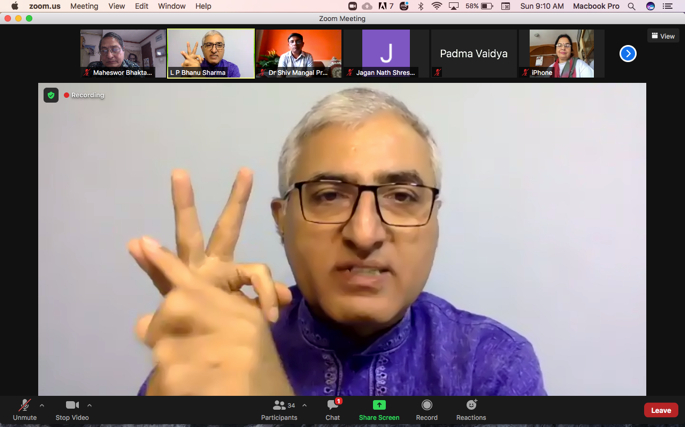 zoom.us Meeting View Edit Window Help
7 58% Sun 9:10 AM Macbook Pro
Zoom Meeting
View
J
Padma Vaidya
Maheswor Bhakta...
L P Bhanu Sharma
Dr Shiv Mangal Pr...
Jagan Nath Shres...
iPhone
Recording
34
1
Unmute
Stop Video
Participants
Chat
Share Screen
Record
Reactions
Leave